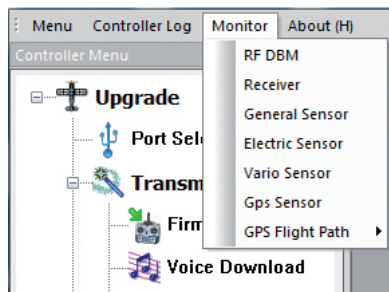 Menu Controller Log Monitor About (H)
Controller Menu
RF DBM
Receiver
General Sensor
Electric Sensor
Vario Sensor
Gps Sensor
GPS Flight Path
Upgrade
Port Sel
Transm
Firm
Voice Download